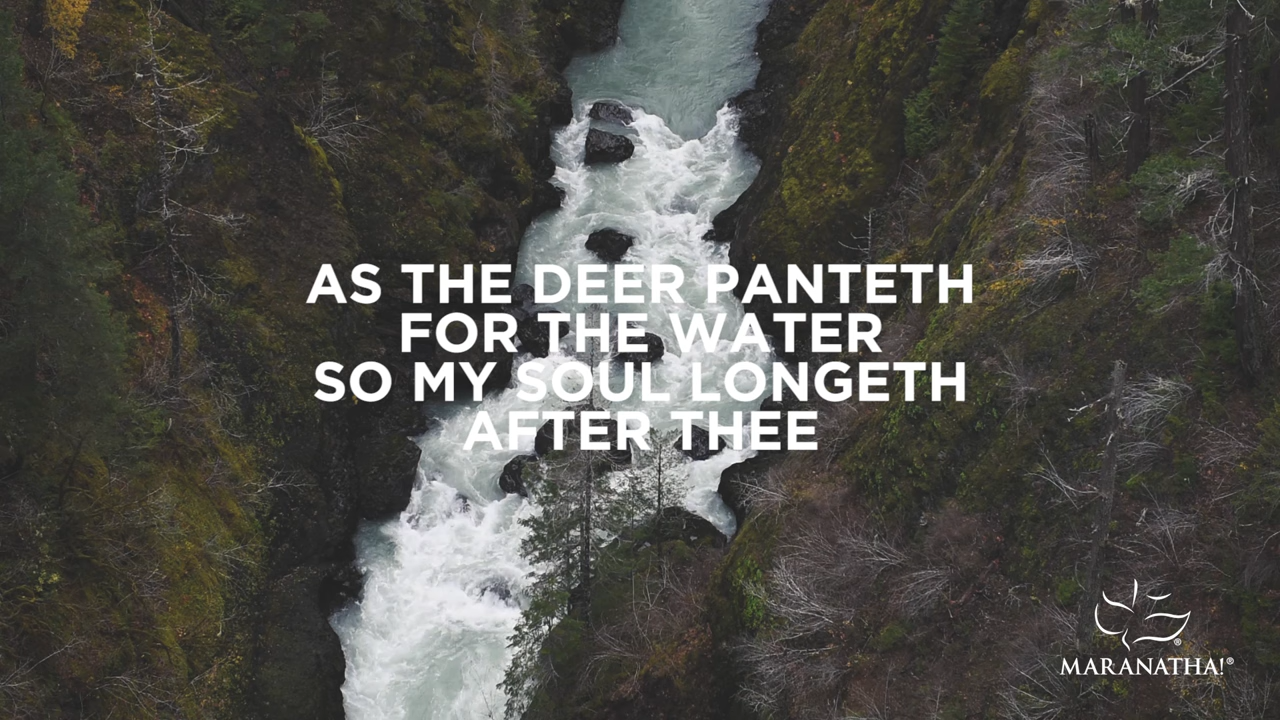 AS THE DEER PANTETH
FOR THE WATER
SO MY SOUL LONGETH
AFTER THEE
MARANATHA!®